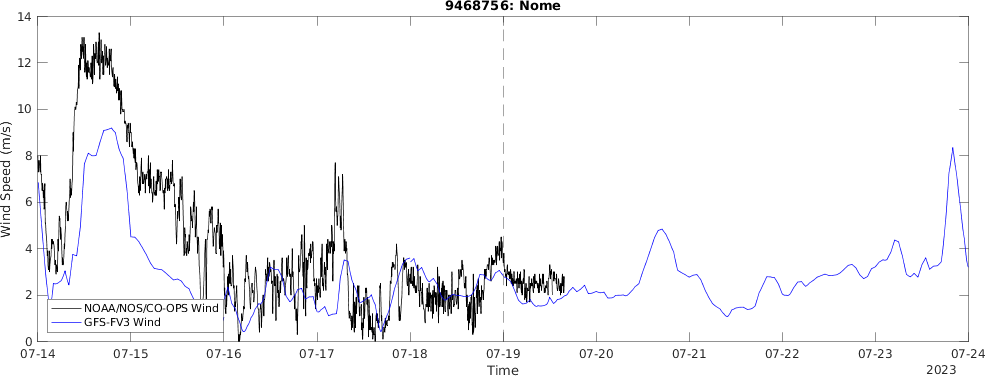 9468756: Nome
Wind Speed (m/s)
14
12
10
8
6
4
2
0
NOAA/NOS/CO-OPS Wind
GFS-FV3 Wind
07-14 07-15 07-16 07-17 07-18 07-19 07-20 07-21 07-22 07-23 07-24
Time
2023